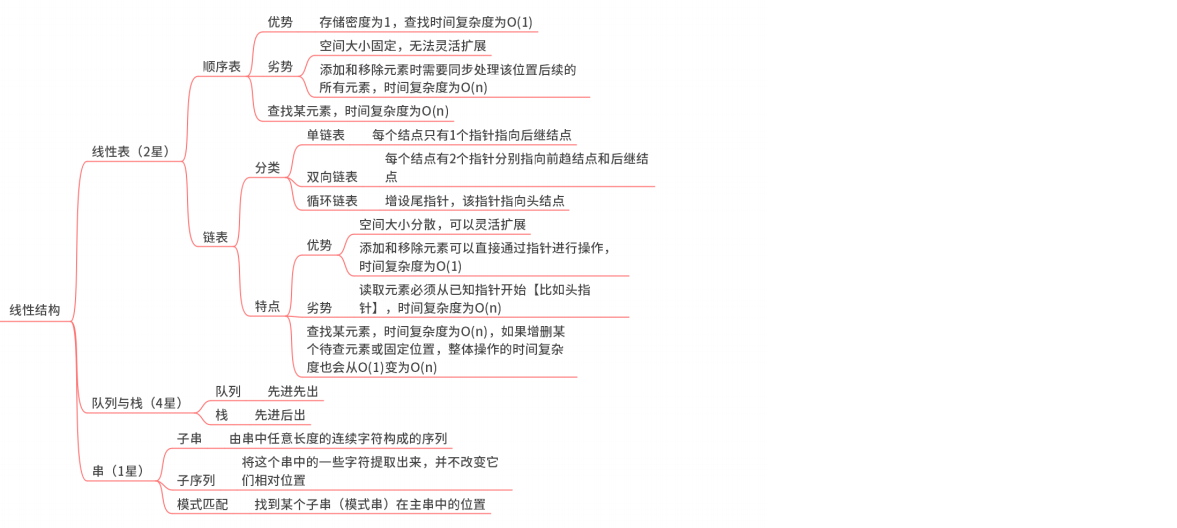 线性结构
线性表（2星）
顺序表
优势
存储密度为1，查找时间复杂度为O(1)
劣势
空间大小固定，无法灵活扩展
添加和移除元素时需要同步处理该位置后续的
所有元素，时间复杂度为O(n)
查找某元素，时间复杂度为O(n)
链表
分类
单链表
每个结点只有1个指针指向后继结点
双向链表
每个结点有2个指针分别指向前趋结点和后继结
点
循环链表
增设尾指针，该指针指向头结点
特点
优势
空间大小分散，可以灵活扩展
添加和移除元素可以直接通过指针进行操作，
时间复杂度为O(1)
劣势
读取元素必须从已知指针开始【比如头指
针】，时间复杂度为O(n)
查找某元素，时间复杂度为O(n)，如果增删某
个待查元素或固定位置，整体操作的时间复杂
度也会从O(1)变为O(n)
队列与栈（4星）
队列
先进先出
栈
先进后出
串（1星）
子串
由串中任意长度的连续字符构成的序列
子序列
将这个串中的一些字符提取出来，并不改变它
们相对位置
模式匹配
找到某个子串（模式串）在主串中的位置